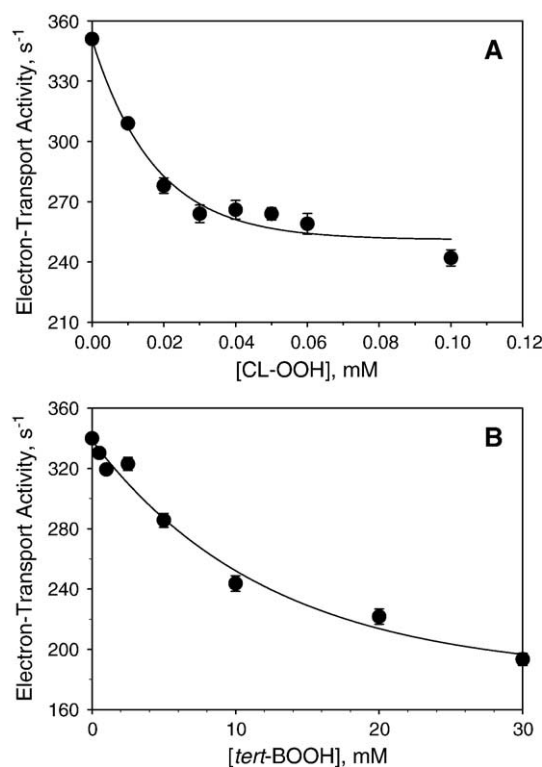 A
Electron-Transport Activity, s⁻¹
360
330
300
270
240
210
0.00 0.02 0.04 0.06 0.08 0.10 0.12
[CL-OOH], mM
B
Electron-Transport Activity, s⁻¹
360
320
280
240
200
160
0 10 20 30
[tert-BOOH], mM